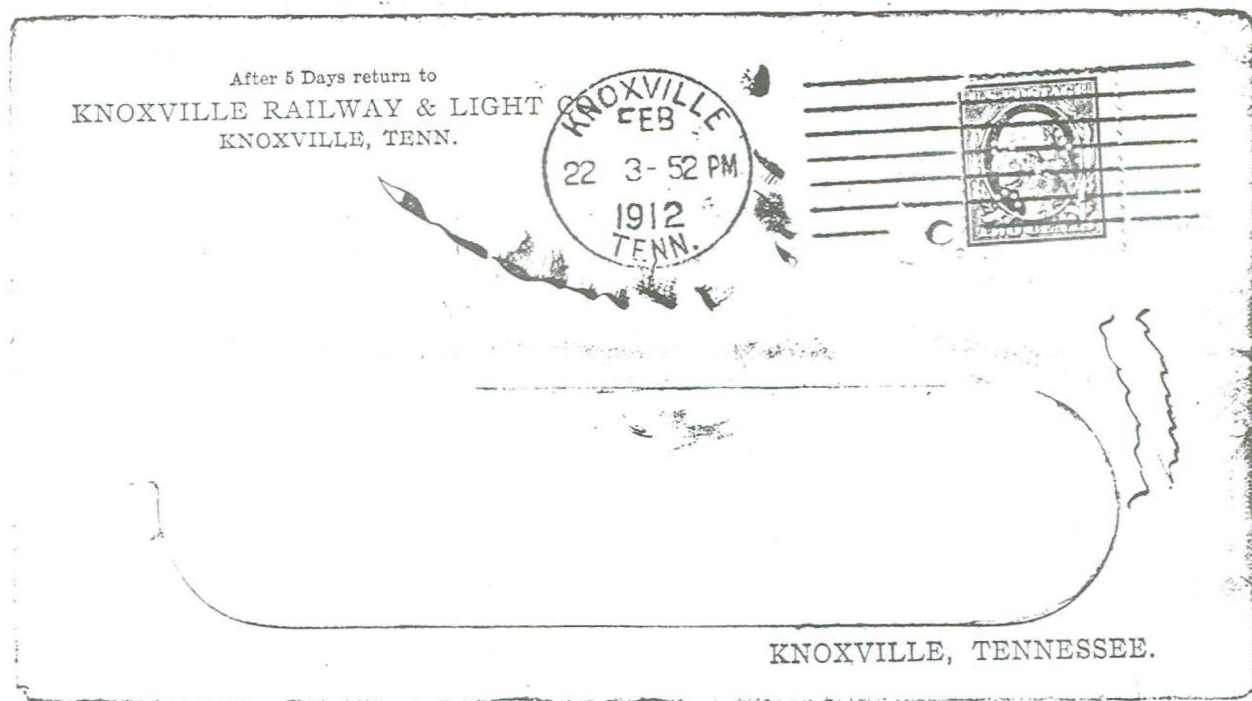 After 5 Days return to
KNOXVILLE RAILWAY & LIGHT CO.
KNOXVILLE, TENN.
KNOXVILLE
FEB
22 3-52 PM
1912
TENN.
C
KNOXVILLE, TENNESSEE.